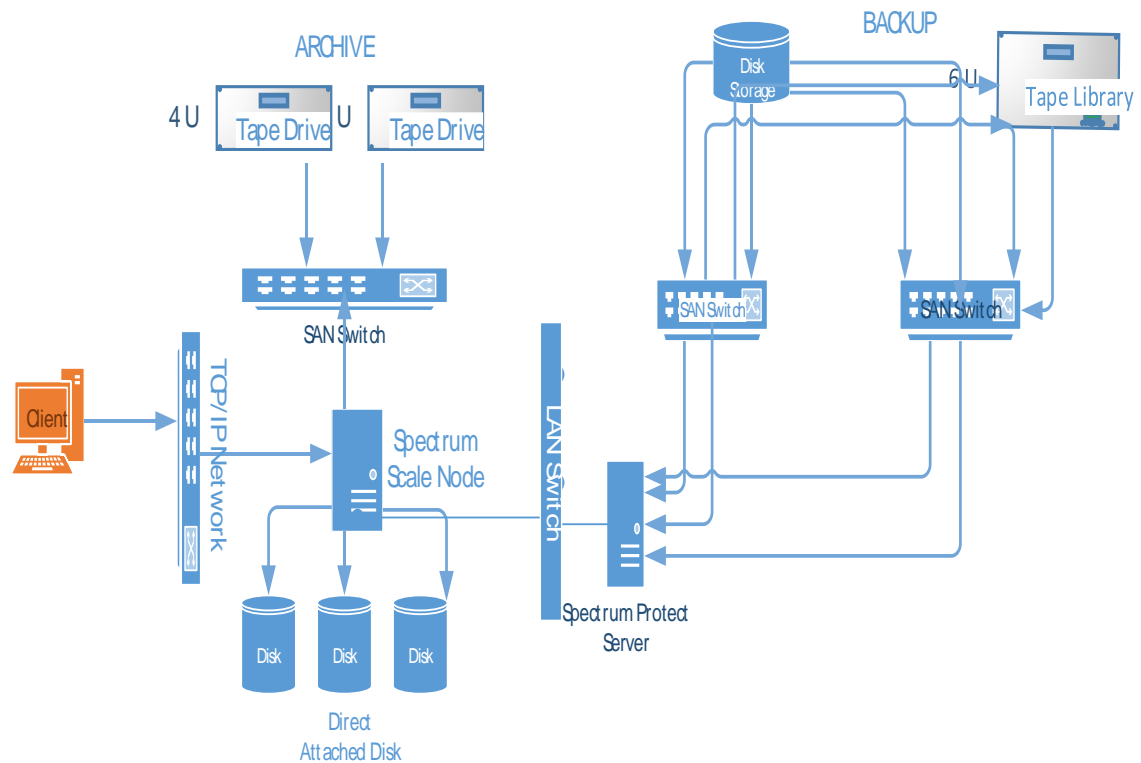 ARCHIVE
BACKUP
4 U
Tape Drive
U
Tape Drive
Disk
Storage
6 U
Tape Library
SAN Switch
SAN Switch
SAN Switch
Client
TCP/IP Network
Spectrum
Scale Node
LAN Switch
Spectrum Protect
Server
Disk
Disk
Disk
Direct
Attached Disk